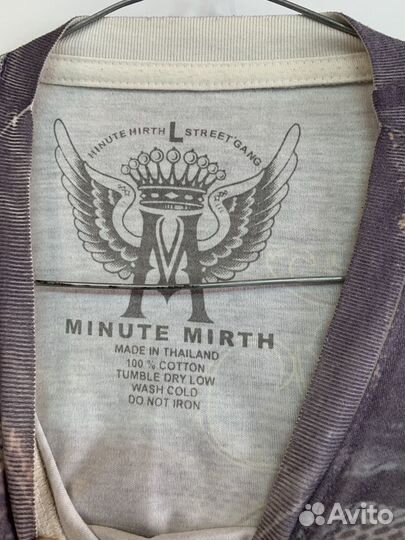 MINUTE MIRTH L STREET GANG
M
MINUTE MIRTH
MADE IN THAILAND
100 % COTTON
TUMBLE DRY LOW
WASH COLD
DO NOT IRON
Avito